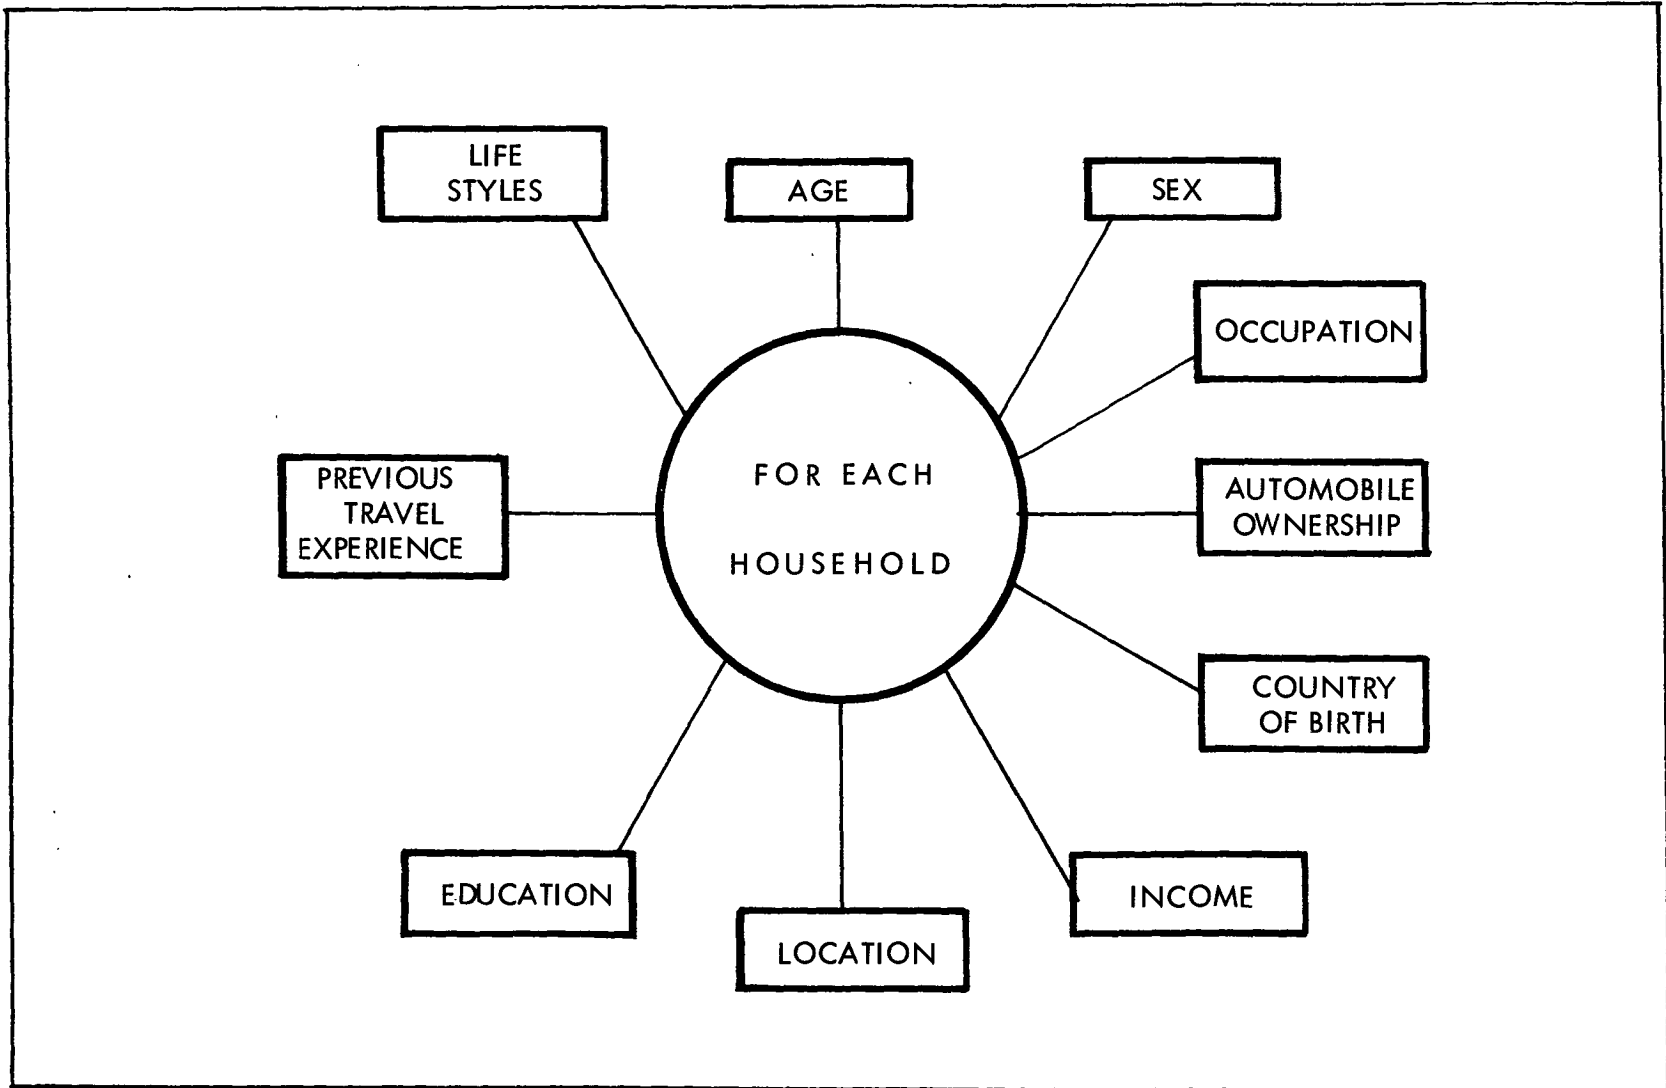 LIFE
STYLES
AGE
SEX
OCCUPATION
FOR EACH
HOUSEHOLD
PREVIOUS
TRAVEL
EXPERIENCE
AUTOMOBILE
OWNERSHIP
COUNTRY
OF BIRTH
EDUCATION
LOCATION
INCOME